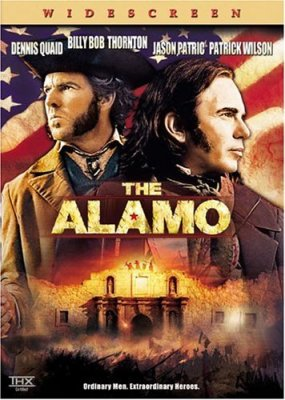 WIDESCREEN
DENNIS QUAID BILLY BOB THORNTON JASON PATRIC PATRICK WILSON
THE
ALAMO
THX
Ordinary Men. Extraordinary Heroes.